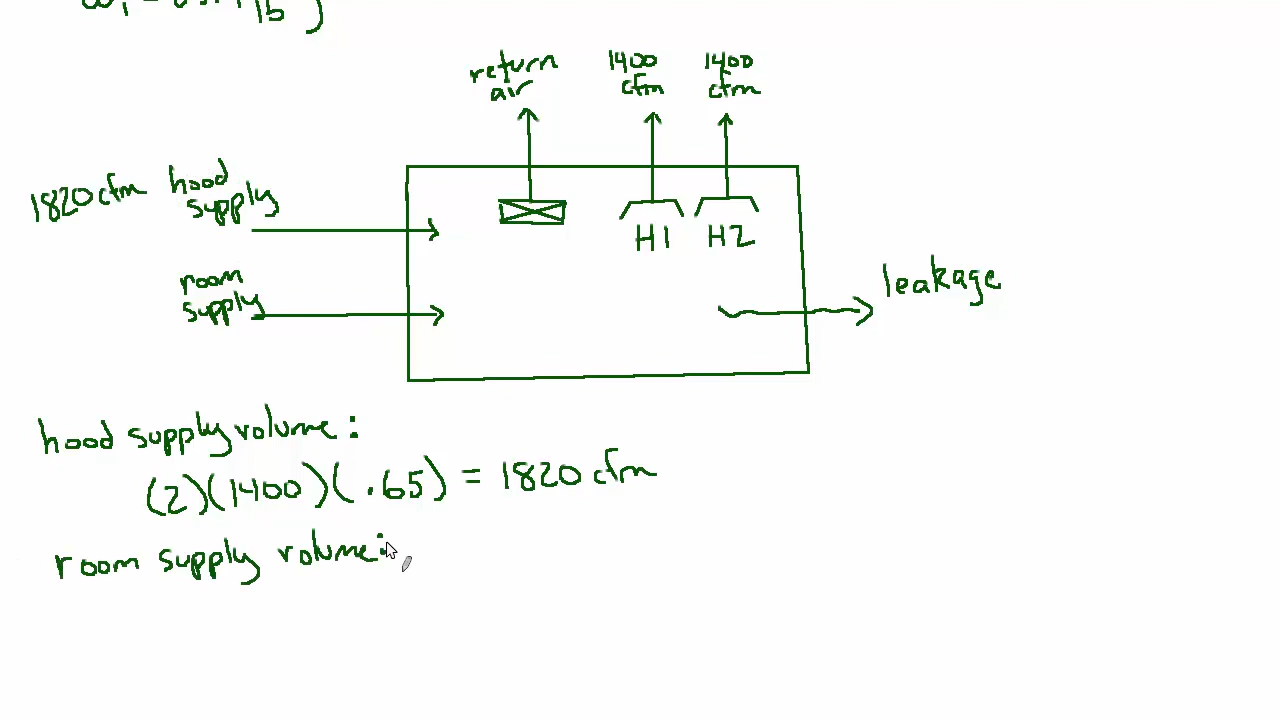 return
air
1400
cfm
1400
cfm
1820 cfm hood
supply
H1 H2
room
supply
leakage
hood supply volume:
(2)(1400)(.65) = 1820 cfm
room supply volume: